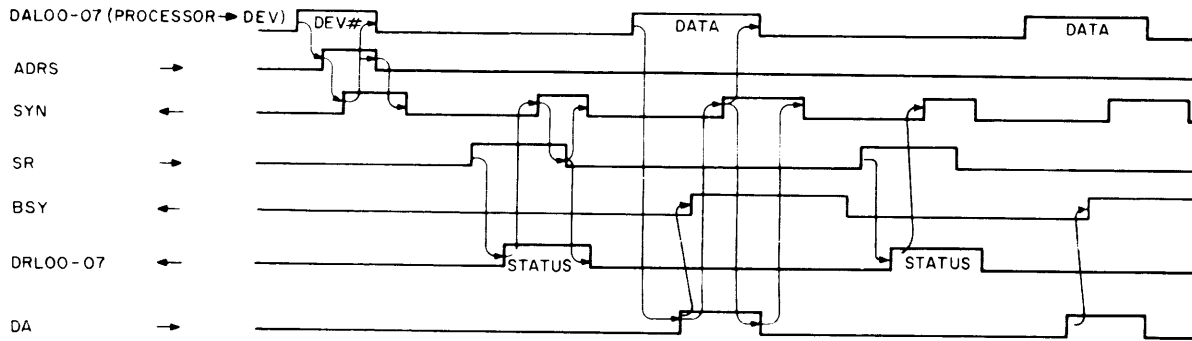 DAL00-07 (PROCESSOR→ DEV)
DEV#
DATA
DATA
ADRS →
SYN ←
SR →
BSY ←
DRL00-07 ←
STATUS
STATUS
DA →